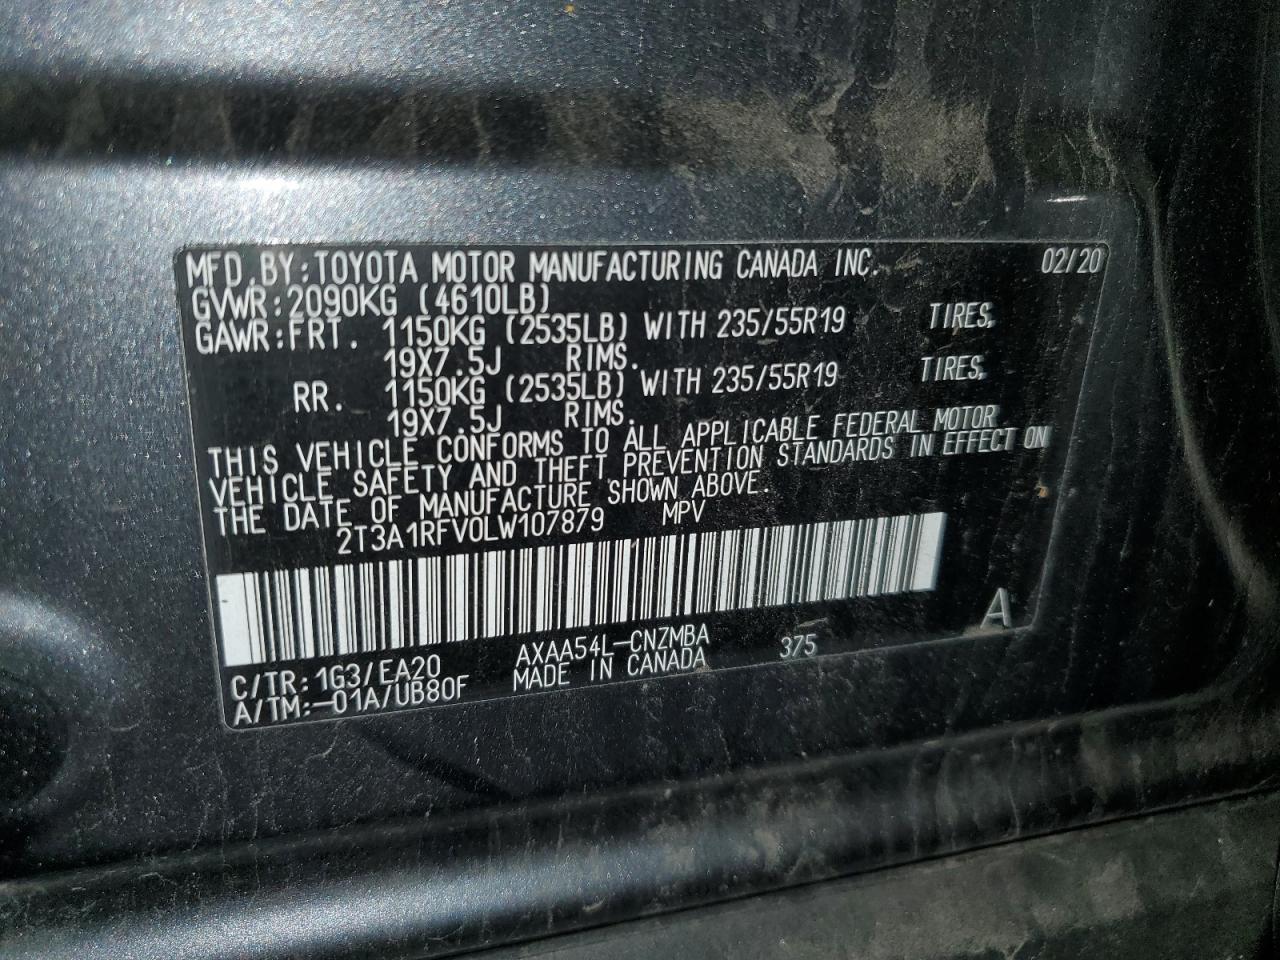 MFD.BY:TOYOTA MOTOR MANUFACTURING CANADA INC. 02/20
GVWR:2090KG (4610LB)
GAWR:FRT. 1150KG (2535LB) WITH 235/55R19 TIRES,
19X7.5J RIMS.
RR. 1150KG (2535LB) WITH 235/55R19 TIRES,
19X7.5J RIMS.
THIS VEHICLE CONFORMS TO ALL APPLICABLE FEDERAL MOTOR
VEHICLE SAFETY AND THEFT PREVENTION STANDARDS IN EFFECT ON
THE DATE OF MANUFACTURE SHOWN ABOVE.
2T3A1RFV0LW107879 MPV
A
C/TR:1G3/EA20 AXAA54L-CNZMBA 375
A/TM:-01A/UB80F MADE IN CANADA